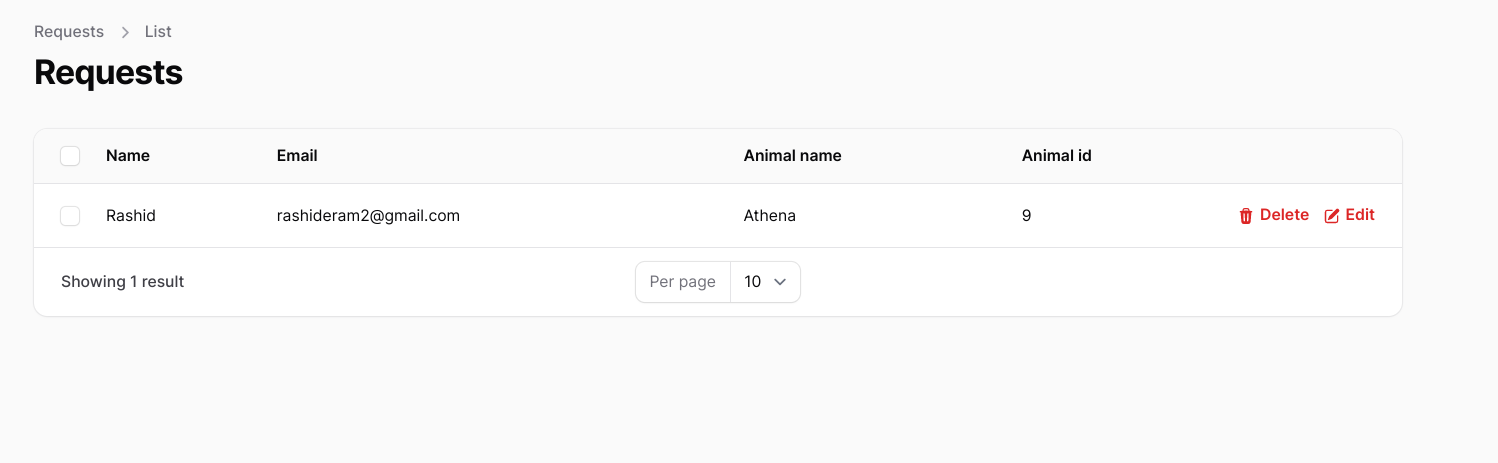 Requests > List
Requests
Name Email Animal name Animal id
Rashid rashideram2@gmail.com Athena 9 Delete Edit
Showing 1 result Per page 10